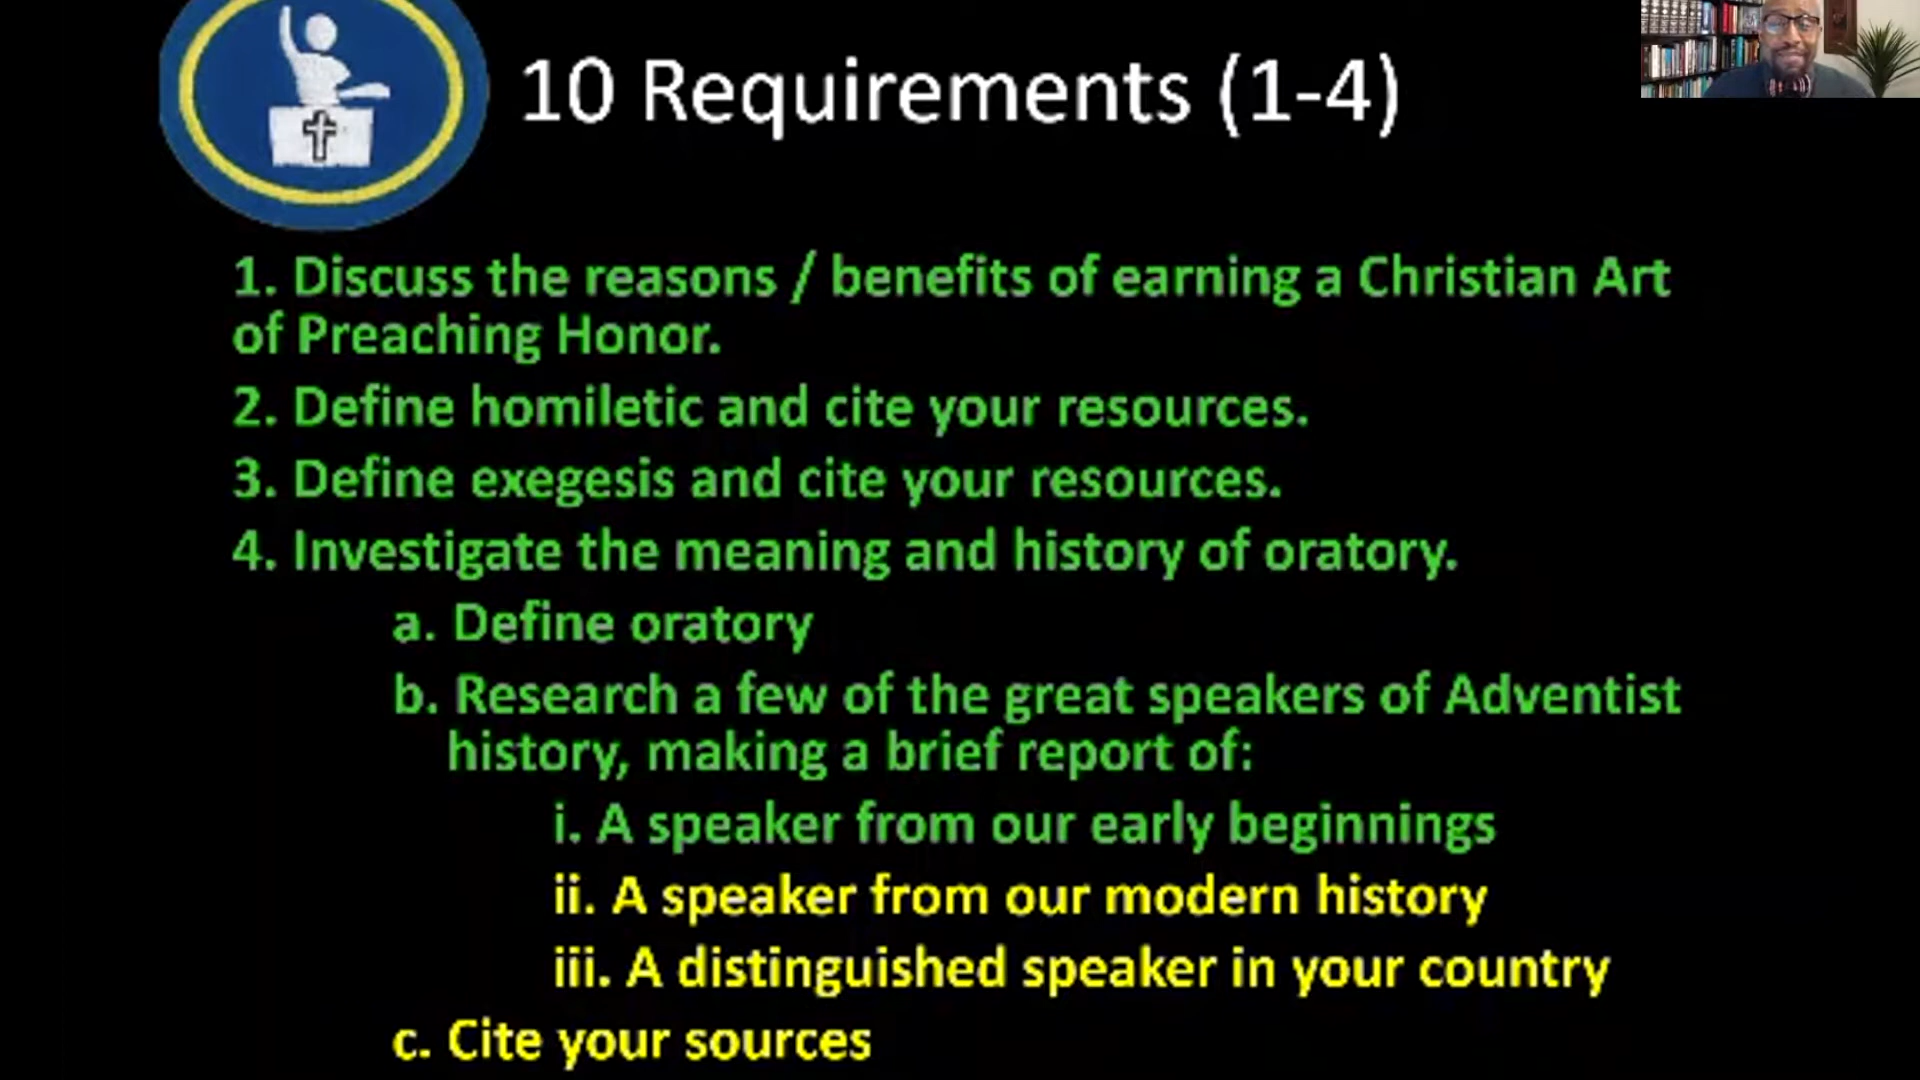 10 Requirements (1-4)
1. Discuss the reasons / benefits of earning a Christian Art
of Preaching Honor.
2. Define homiletic and cite your resources.
3. Define exegesis and cite your resources.
4. Investigate the meaning and history of oratory.
a. Define oratory
b. Research a few of the great speakers of Adventist
history, making a brief report of:
i. A speaker from our early beginnings
ii. A speaker from our modern history
iii. A distinguished speaker in your country
c. Cite your sources